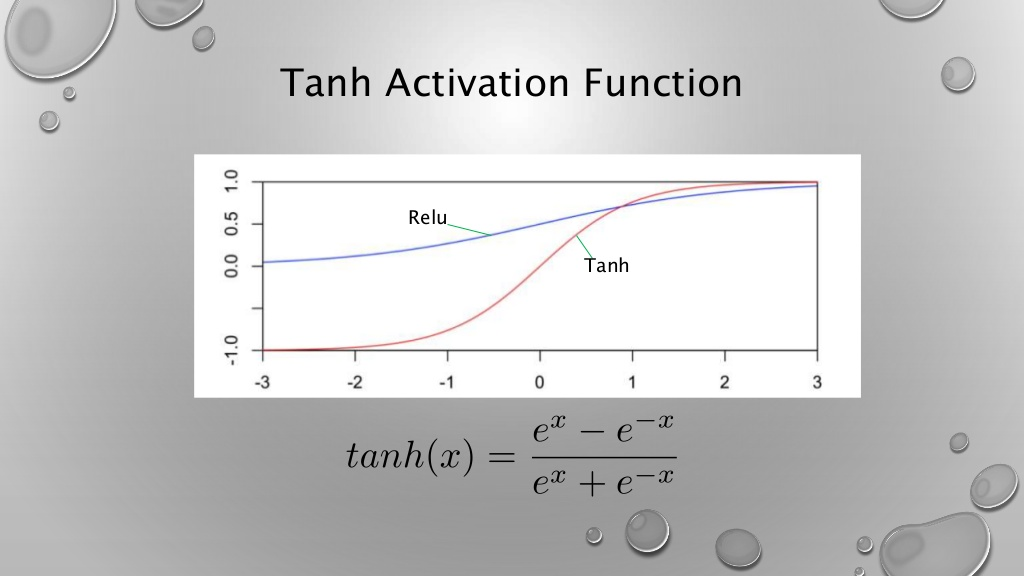 Tanh Activation Function
1.0
0.5
0.0
-1.0
Relu
Tanh
-3 -2 -1 0 1 2 3
tanh(x) = \frac{e^x - e^{-x}}{e^x + e^{-x}}